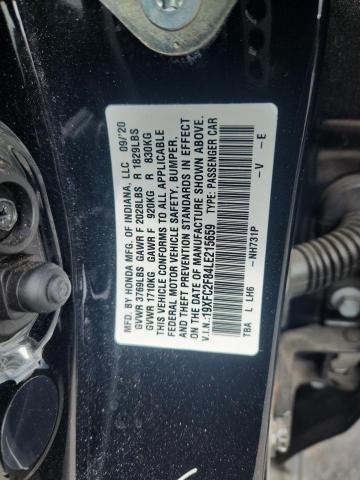 MFD. BY HONDA MFG. OF INDIANA, LLC 09/20
GVWR 3769LBS GAWR F 2028LBS R 1829LBS
GVWR 1710KG GAWR F 920KG R 830KG
THIS VEHICLE CONFORMS TO ALL APPLICABLE
FEDERAL MOTOR VEHICLE SAFETY, BUMPER,
AND THEFT PREVENTION STANDARDS IN EFFECT
ON THE DATE OF MANUFACTURE SHOWN ABOVE.
V.I.N.:19XFC2F84LE215659 TYPE: PASSENGER CAR
-V -E
TBA L LH6 -NH731P